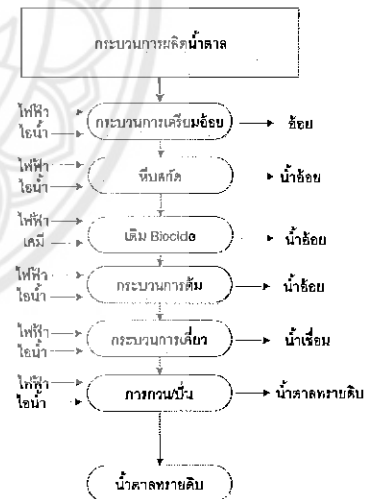 กระบวนการผลิตน้ำตาล
ไฟฟ้า
ไอน้ำ
กระบวนการเตรียมอ้อย
อ้อย
ไฟฟ้า
ไอน้ำ
หีบสกัด
น้ำอ้อย
ไฟฟ้า
เคมี
เติม Biocide
น้ำอ้อย
ไฟฟ้า
ไอน้ำ
กระบวนการต้ม
น้ำอ้อย
ไฟฟ้า
ไอน้ำ
กระบวนการเคี่ยว
น้ำเชื่อม
ไฟฟ้า
ไอน้ำ
การกวน/ปั่น
น้ำตาลทรายดิบ
น้ำตาลทรายดิบ